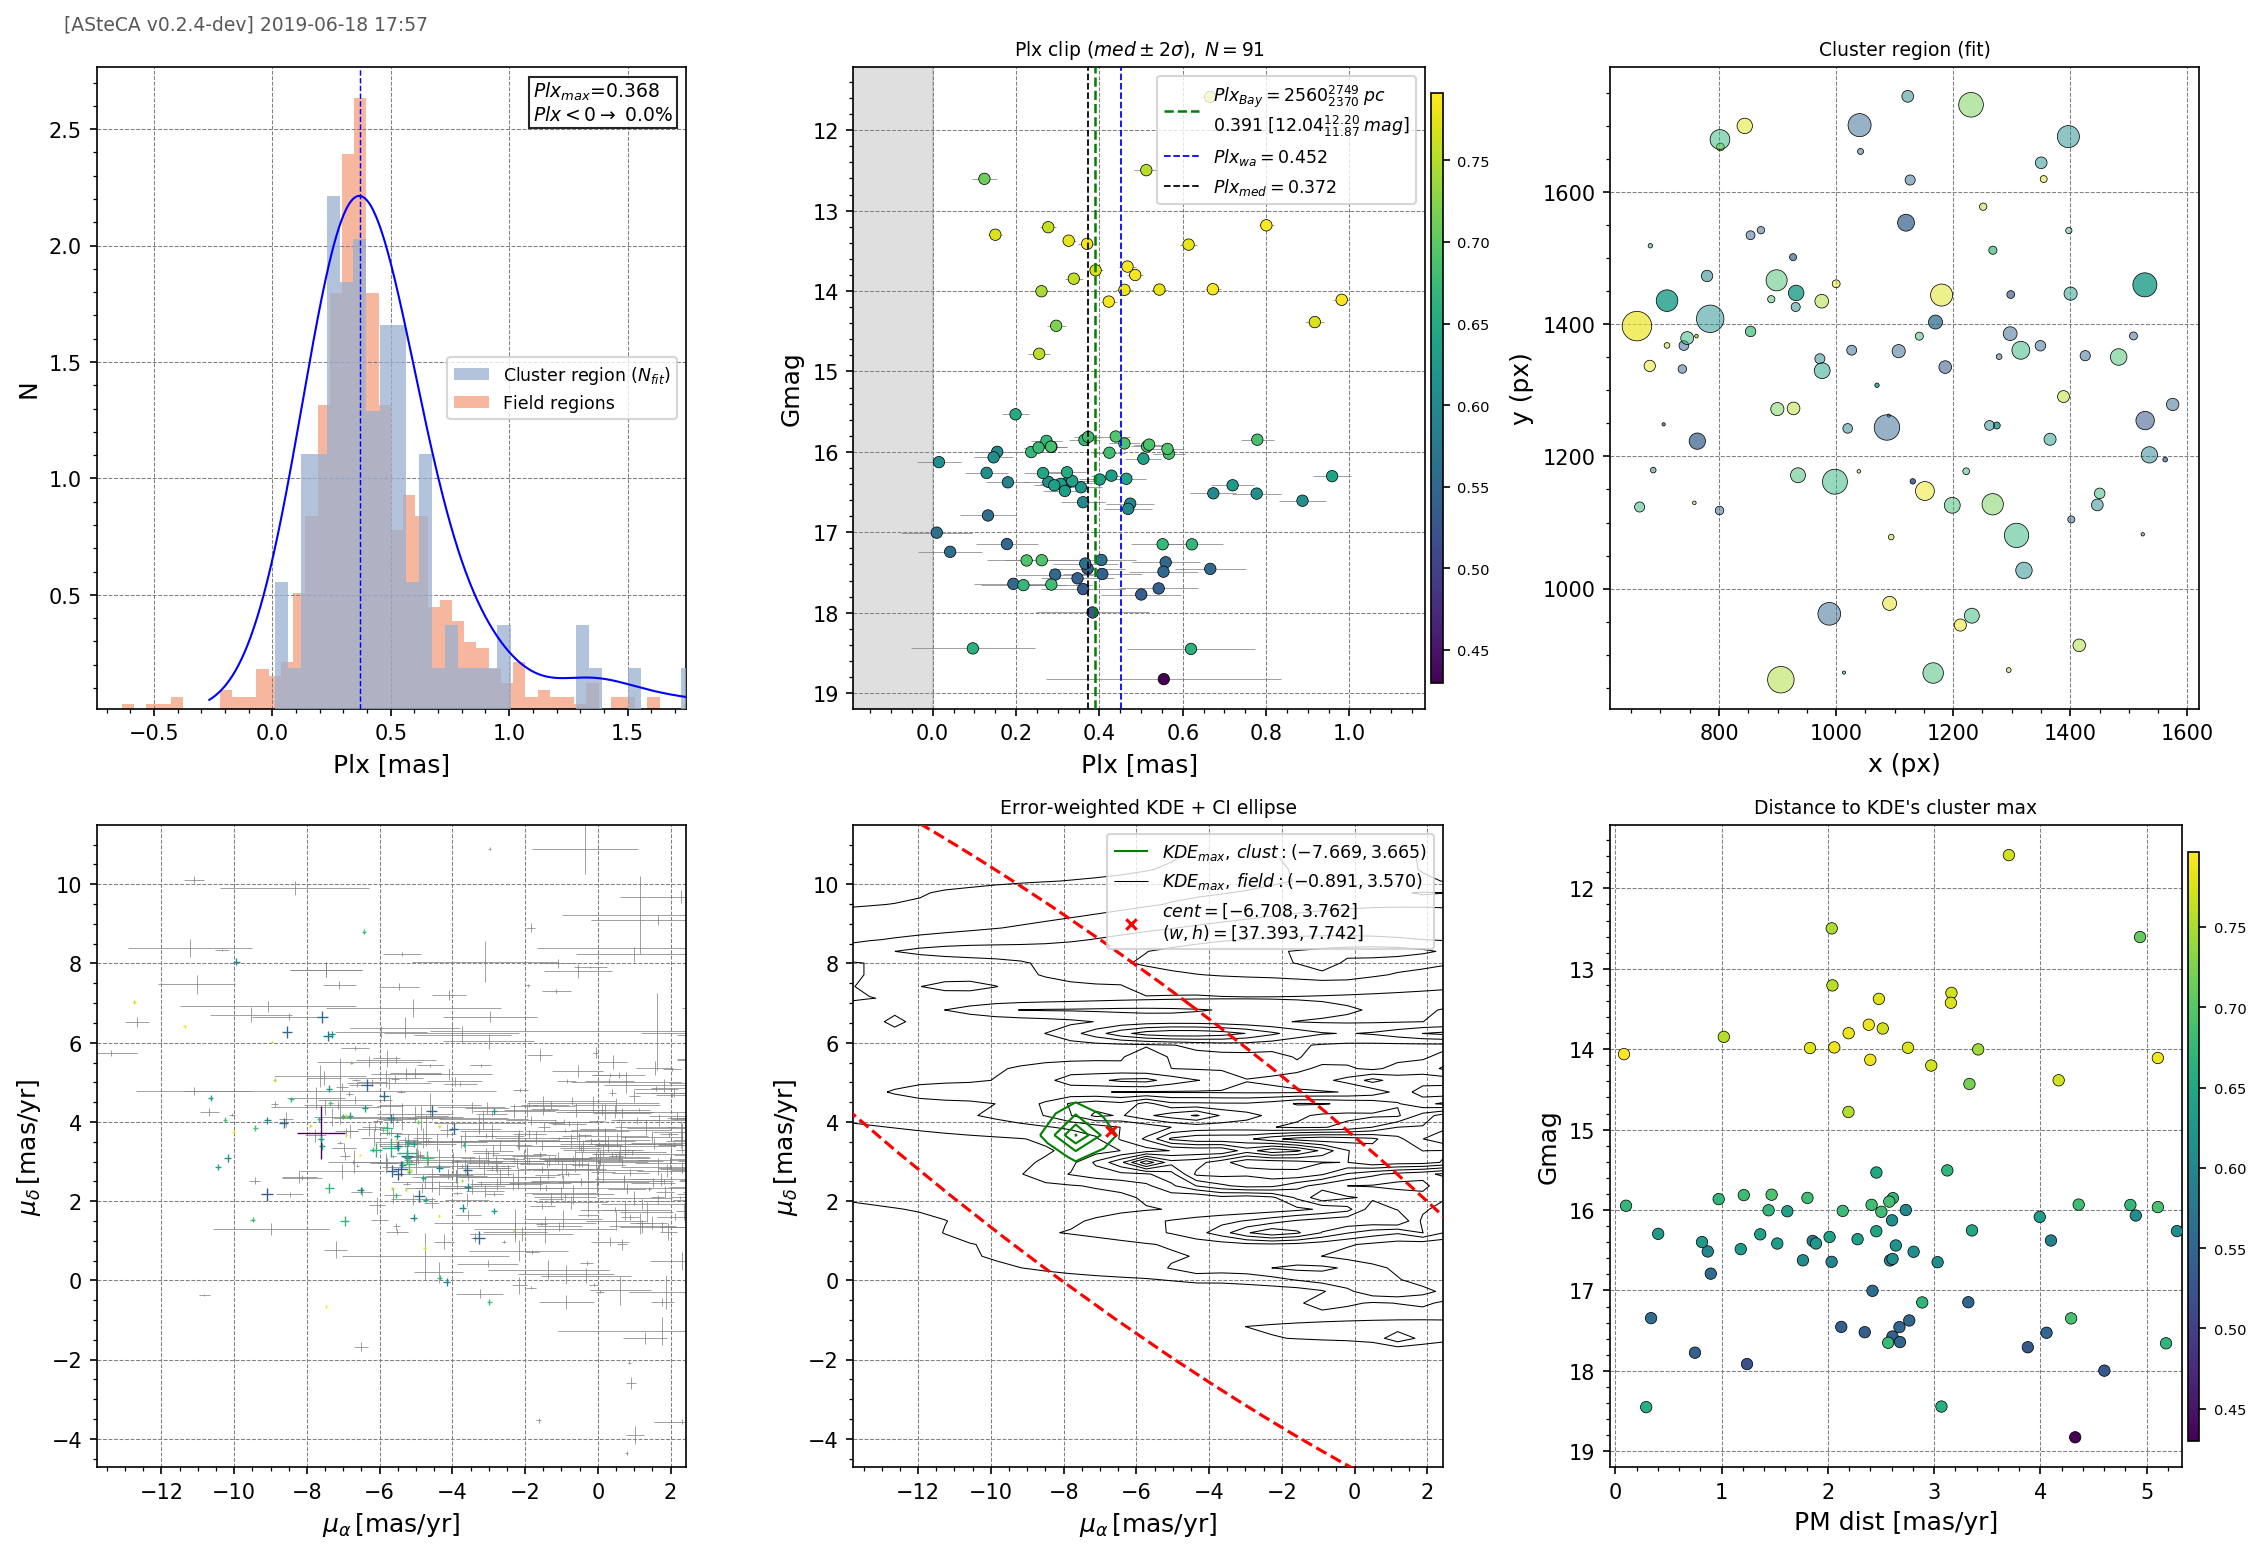 [ASteCA v0.2.4-dev] 2019-06-18 17:57
Plx_max=0.368
Plx < 0 → 0.0%
Cluster region (N_fit)
Field regions
N
2.5
2.0
1.5
1.0
0.5
−0.5 0.0 0.5 1.0 1.5
Plx [mas]
Plx clip (med ± 2σ), N = 91
Plx_Bay = 2560 2749 2370 pc
0.391 [12.04 12.20 11.87 mag]
Plx_wa = 0.452
Plx_med = 0.372
Gmag
12
13
14
15
16
17
18
19
0.0 0.2 0.4 0.6 0.8 1.0
Plx [mas]
0.75
0.70
0.65
0.60
0.55
0.50
0.45
Cluster region (fit)
y (px)
1600
1400
1200
1000
800 1000 1200 1400 1600
x (px)
μδ [mas/yr]
10
8
6
4
2
0
−2
−4
−12 −10 −8 −6 −4 −2 0 2
μα [mas/yr]
Error-weighted KDE + CI ellipse
KDE_max, clust: (−7.669, 3.665)
KDE_max, field: (−0.891, 3.570)
cent = [−6.708, 3.762]
(w, h) = [37.393, 7.742]
μδ [mas/yr]
10
8
6
4
2
0
−2
−4
−12 −10 −8 −6 −4 −2 0 2
μα [mas/yr]
Distance to KDE's cluster max
Gmag
12
13
14
15
16
17
18
19
0 1 2 3 4 5
PM dist [mas/yr]
0.75
0.70
0.65
0.60
0.55
0.50
0.45